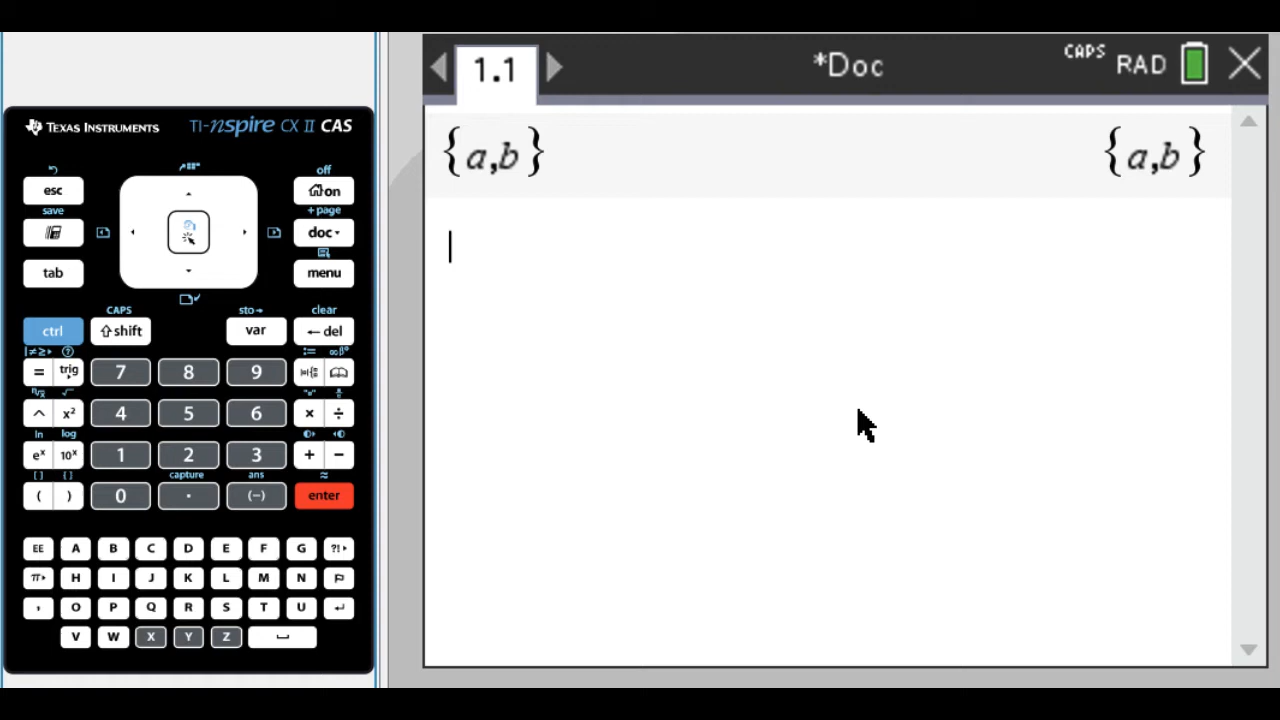 1.1
*Doc
CAPS RAD
{a,b} {a,b}
TEXAS INSTRUMENTS TI-nspire CX II CAS
off
esc
on
save
+ page
doc
tab
menu
CAPS
sto→
clear
ctrl
shift
var
← del
|≠≥▸
:=
∞β°
= trig 7 8 9
√
^ x² 4 5 6 × ÷
ln log
eˣ 10ˣ 1 2 3 + −
[ ] { } capture ans ≈
( ) 0 . (−) enter
EE A B C D E F G ?!▸
π▸ H I J K L M N
, O P Q R S T U
V W X Y Z